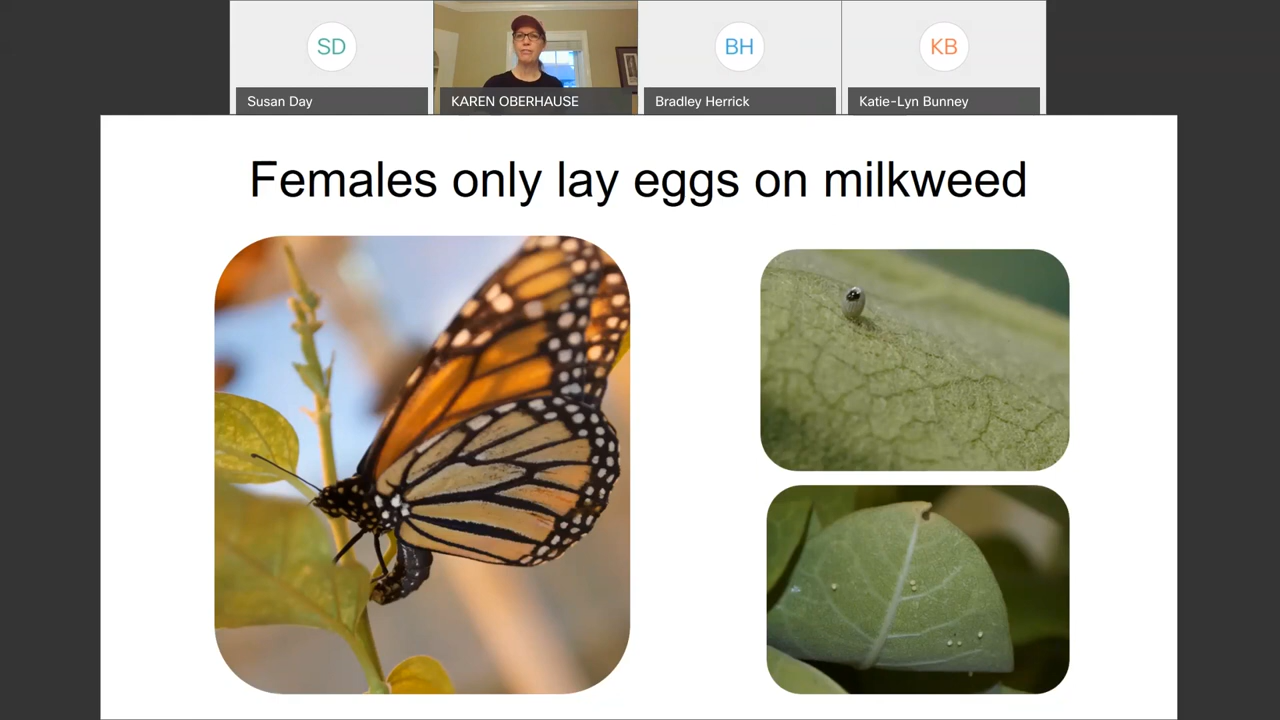 SD
BH
KB
Susan Day
KAREN OBERHAUSE
Bradley Herrick
Katie-Lyn Bunney
Females only lay eggs on milkweed